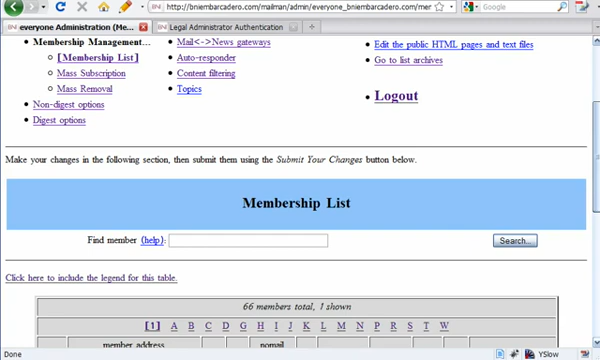 http://bniembarcadero.com/mailman/admin/everyone_bniembarcadero.com/mer
Google
everyone Administration (Me...
Legal Administrator Authentication
Membership Management...
[Membership List]
Mass Subscription
Mass Removal
Non-digest options
Digest options
Mail<->News gateways
Auto-responder
Content filtering
Topics
Edit the public HTML pages and text files
Go to list archives
Logout
Make your changes in the following section, then submit them using the Submit Your Changes button below.
Membership List
Find member (help):
Search...
Click here to include the legend for this table.
66 members total, 1 shown
[1] A B C D G H I J K L M N P R S T W
member address
nomail
Done
YSlow